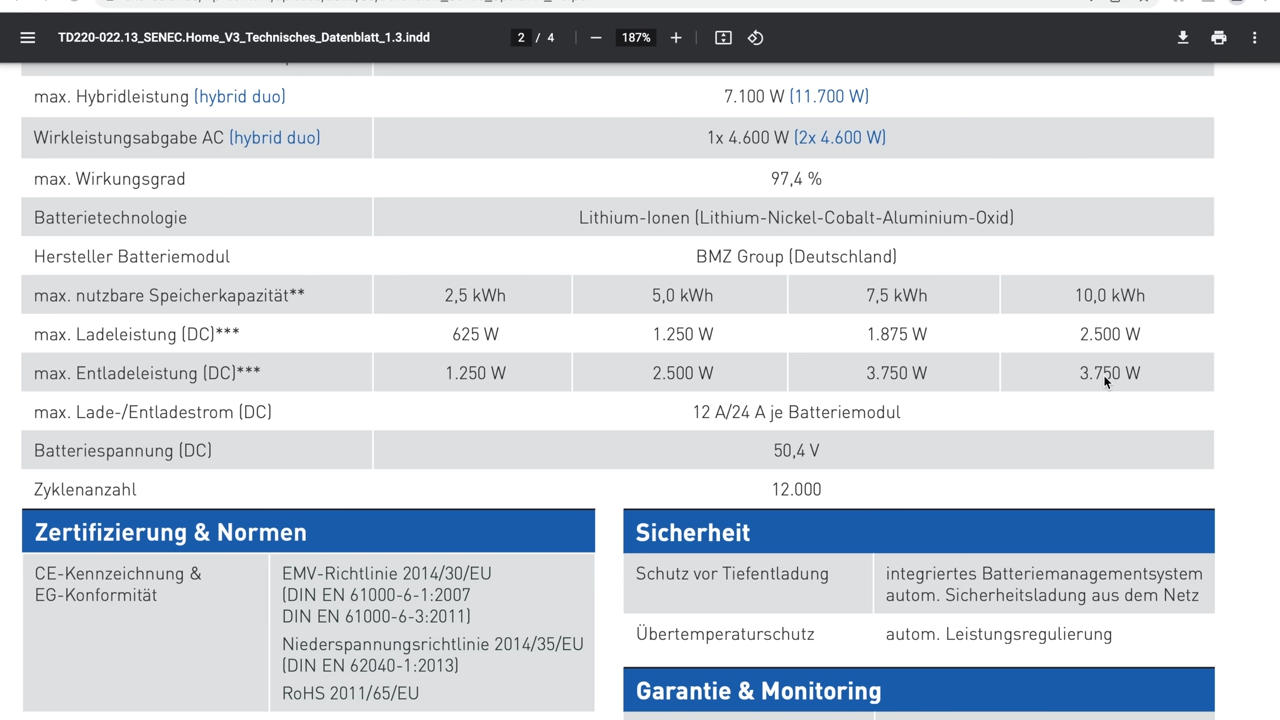 TD220-022.13_SENEC.Home_V3_Technisches_Datenblatt_1.3.indd
2 / 4
187%
max. Hybridleistung (hybrid duo) 7.100 W (11.700 W)
Wirkleistungsabgabe AC (hybrid duo) 1x 4.600 W (2x 4.600 W)
max. Wirkungsgrad 97,4 %
Batterietechnologie Lithium-Ionen (Lithium-Nickel-Cobalt-Aluminium-Oxid)
Hersteller Batteriemodul BMZ Group (Deutschland)
max. nutzbare Speicherkapazität** 2,5 kWh 5,0 kWh 7,5 kWh 10,0 kWh
max. Ladeleistung (DC)*** 625 W 1.250 W 1.875 W 2.500 W
max. Entladeleistung (DC)*** 1.250 W 2.500 W 3.750 W 3.750 W
max. Lade-/Entladestrom (DC) 12 A/24 A je Batteriemodul
Batteriespannung (DC) 50,4 V
Zyklenanzahl 12.000
Zertifizierung & Normen
CE-Kennzeichnung &
EG-Konformität
EMV-Richtlinie 2014/30/EU
(DIN EN 61000-6-1:2007
DIN EN 61000-6-3:2011)
Niederspannungsrichtlinie 2014/35/EU
(DIN EN 62040-1:2013)
RoHS 2011/65/EU
Sicherheit
Schutz vor Tiefentladung
integriertes Batteriemanagementsystem
autom. Sicherheitsladung aus dem Netz
Übertemperaturschutz autom. Leistungsregulierung
Garantie & Monitoring